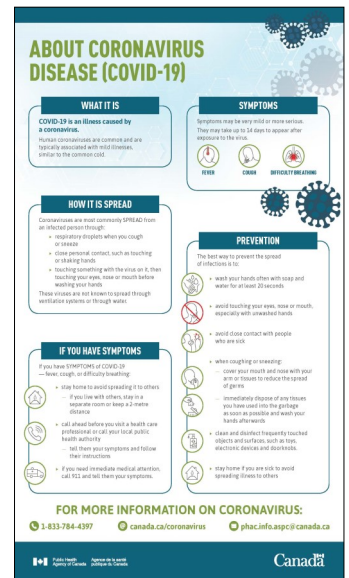 ABOUT CORONAVIRUS
DISEASE (COVID-19)
WHAT IT IS
COVID-19 is an illness caused by
a coronavirus.
Human coronaviruses are common and are
typically associated with mild illnesses,
similar to the common cold.
SYMPTOMS
Symptoms may be very mild or more serious.
They may take up to 14 days to appear after
exposure to the virus.
FEVER
COUGH
DIFFICULTY BREATHING
HOW IT IS SPREAD
Coronaviruses are most commonly SPREAD from
an infected person through:
respiratory droplets when you cough
or sneeze
close personal contact, such as touching
or shaking hands
touching something with the virus on it, then
touching your eyes, nose or mouth before
washing your hands
These viruses are not known to spread through
ventilation systems or through water.
PREVENTION
The best way to prevent the spread
of infections is to:
wash your hands often with soap and
water for at least 20 seconds
avoid touching your eyes, nose or mouth,
especially with unwashed hands
avoid close contact with people
who are sick
when coughing or sneezing:
– cover your mouth and nose with your
arm or tissues to reduce the spread
of germs
– immediately dispose of any tissues
you have used into the garbage
as soon as possible and wash your
hands afterwards
clean and disinfect frequently touched
objects and surfaces, such as toys,
electronic devices and doorknobs.
stay home if you are sick to avoid
spreading illness to others
IF YOU HAVE SYMPTOMS
If you have SYMPTOMS of COVID-19
— fever, cough, or difficulty breathing:
stay home to avoid spreading it to others
– if you live with others, stay in a
separate room or keep a 2-metre
distance
call ahead before you visit a health care
professional or call your local public
health authority
– tell them your symptoms and follow
their instructions
if you need immediate medical attention,
call 911 and tell them your symptoms.
FOR MORE INFORMATION ON CORONAVIRUS:
1-833-784-4397
canada.ca/coronavirus
phac.info.aspc@canada.ca
Public Health Agence de la santé
Agency of Canada publique du Canada
Canada